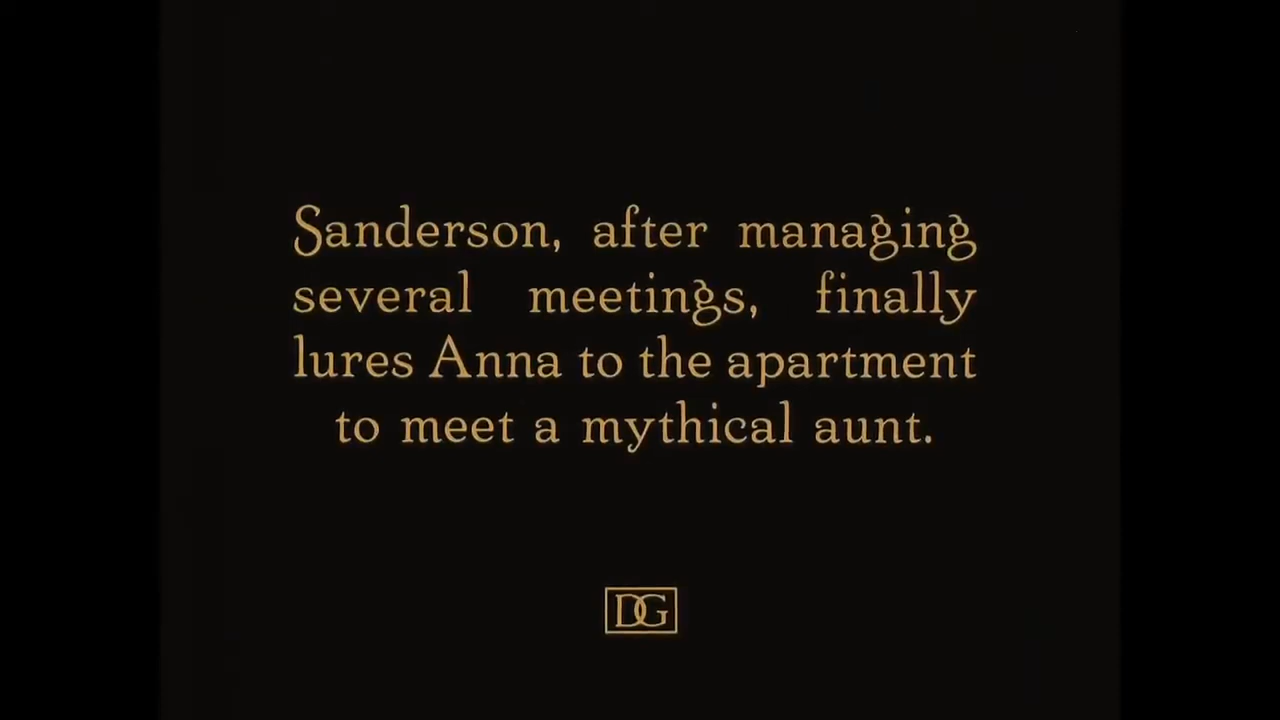 Sanderson, after managing
several meetings, finally
lures Anna to the apartment
to meet a mythical aunt.
DG